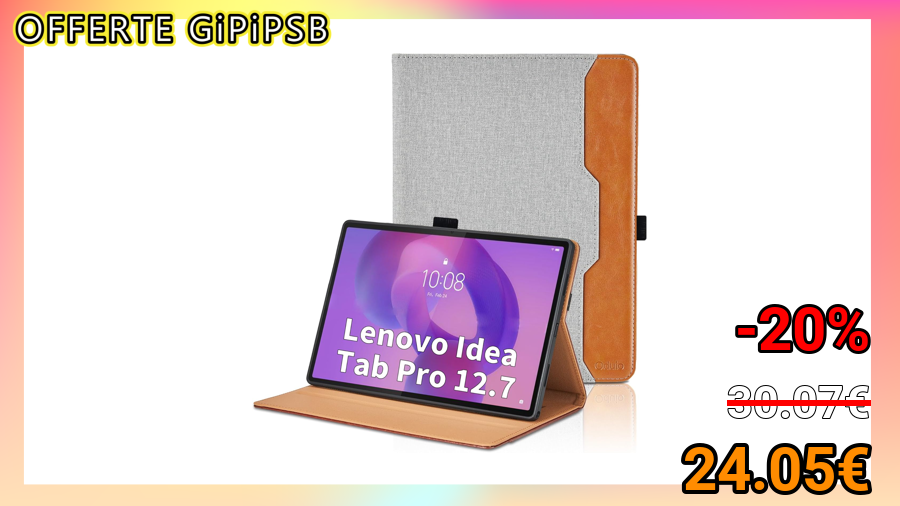 OFFERTE GiPiPSB
10:08
Lenovo Idea
Tab Pro 12.7
-20%
30.07€
24.05€